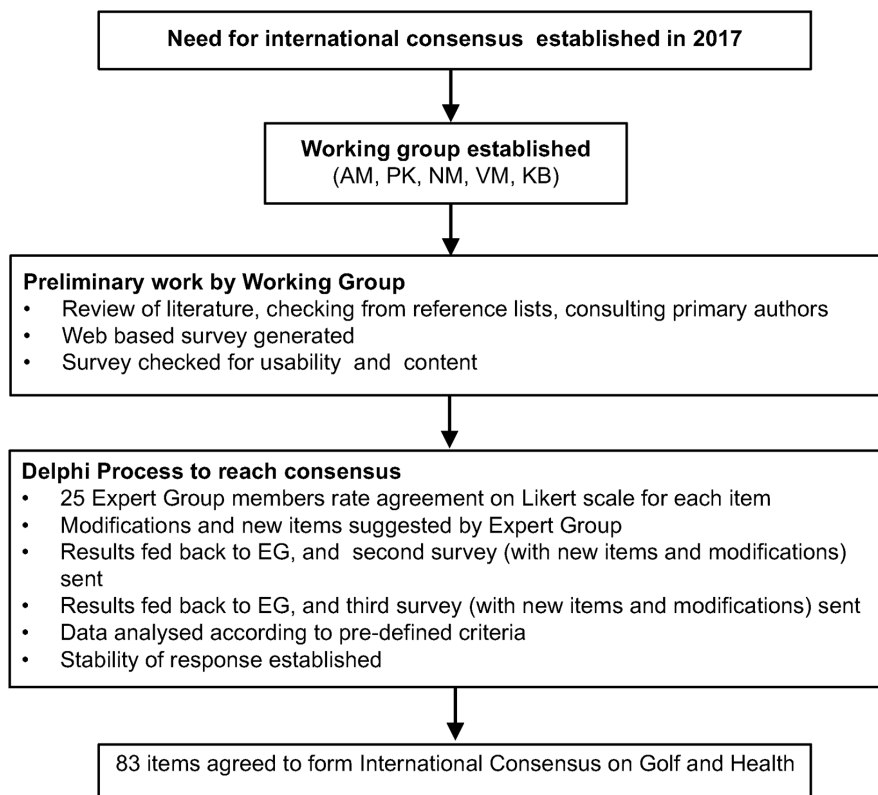 Need for international consensus established in 2017
Working group established
(AM, PK, NM, VM, KB)
Preliminary work by Working Group
• Review of literature, checking from reference lists, consulting primary authors
• Web based survey generated
• Survey checked for usability and content
Delphi Process to reach consensus
• 25 Expert Group members rate agreement on Likert scale for each item
• Modifications and new items suggested by Expert Group
• Results fed back to EG, and second survey (with new items and modifications)
sent
• Results fed back to EG, and third survey (with new items and modifications) sent
• Data analysed according to pre-defined criteria
• Stability of response established
83 items agreed to form International Consensus on Golf and Health